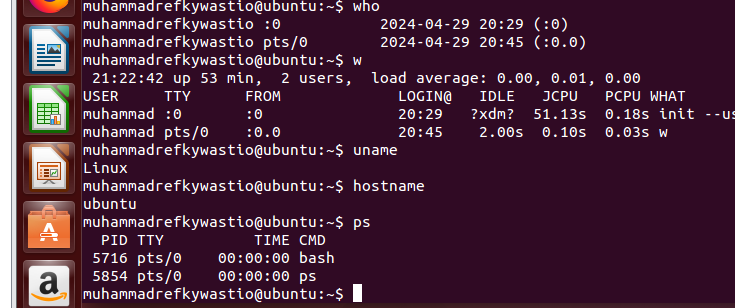 muhammadrefkywastio@ubuntu:~$ who
muhammadrefkywastio :0           2024-04-29 20:29 (:0)
muhammadrefkywastio pts/0        2024-04-29 20:45 (:0.0)
muhammadrefkywastio@ubuntu:~$ w
 21:22:42 up 53 min,  2 users,  load average: 0.00, 0.01, 0.00
USER     TTY      FROM             LOGIN@   IDLE   JCPU   PCPU WHAT
muhammad :0       :0               20:29   ?xdm?  51.13s  0.18s init --us
muhammad pts/0    :0.0             20:45    2.00s  0.10s  0.03s w
muhammadrefkywastio@ubuntu:~$ uname
Linux
muhammadrefkywastio@ubuntu:~$ hostname
ubuntu
muhammadrefkywastio@ubuntu:~$ ps
  PID TTY          TIME CMD
 5716 pts/0    00:00:00 bash
 5854 pts/0    00:00:00 ps
muhammadrefkywastio@ubuntu:~$